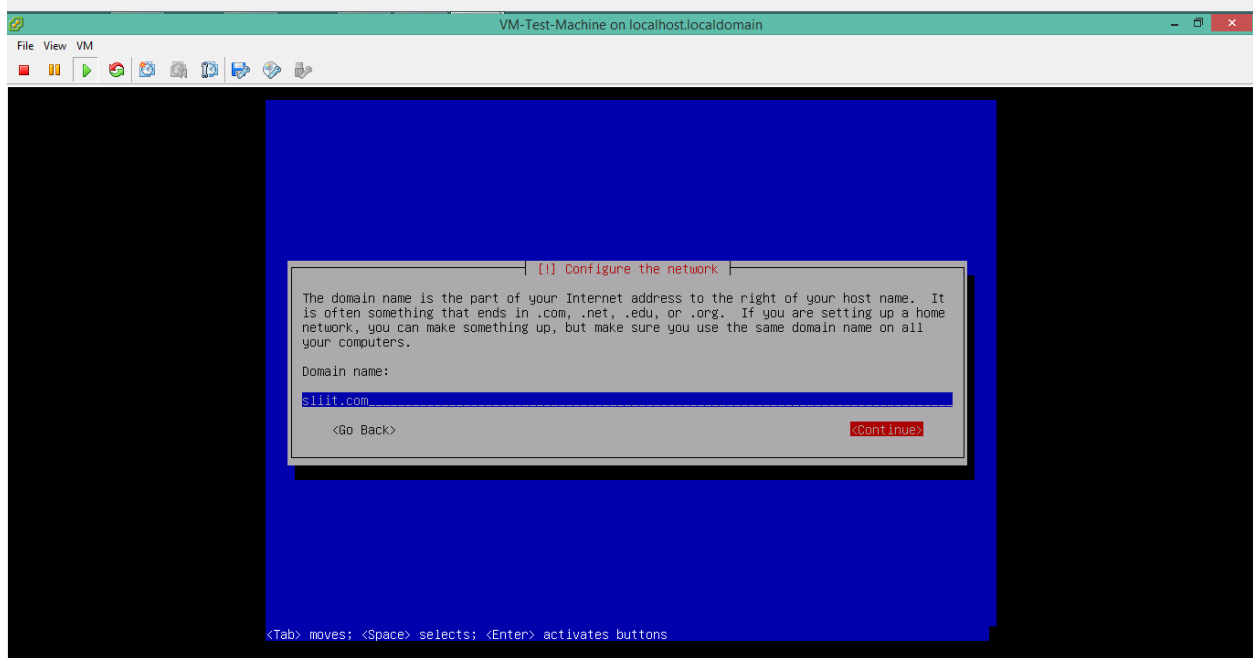 VM-Test-Machine on localhost.localdomain
File View VM
[!] Configure the network
The domain name is the part of your Internet address to the right of your host name. It
is often something that ends in .com, .net, .edu, or .org. If you are setting up a home
network, you can make something up, but make sure you use the same domain name on all
your computers.
Domain name:
sliit.com
<Go Back> <Continue>
<Tab> moves; <Space> selects; <Enter> activates buttons